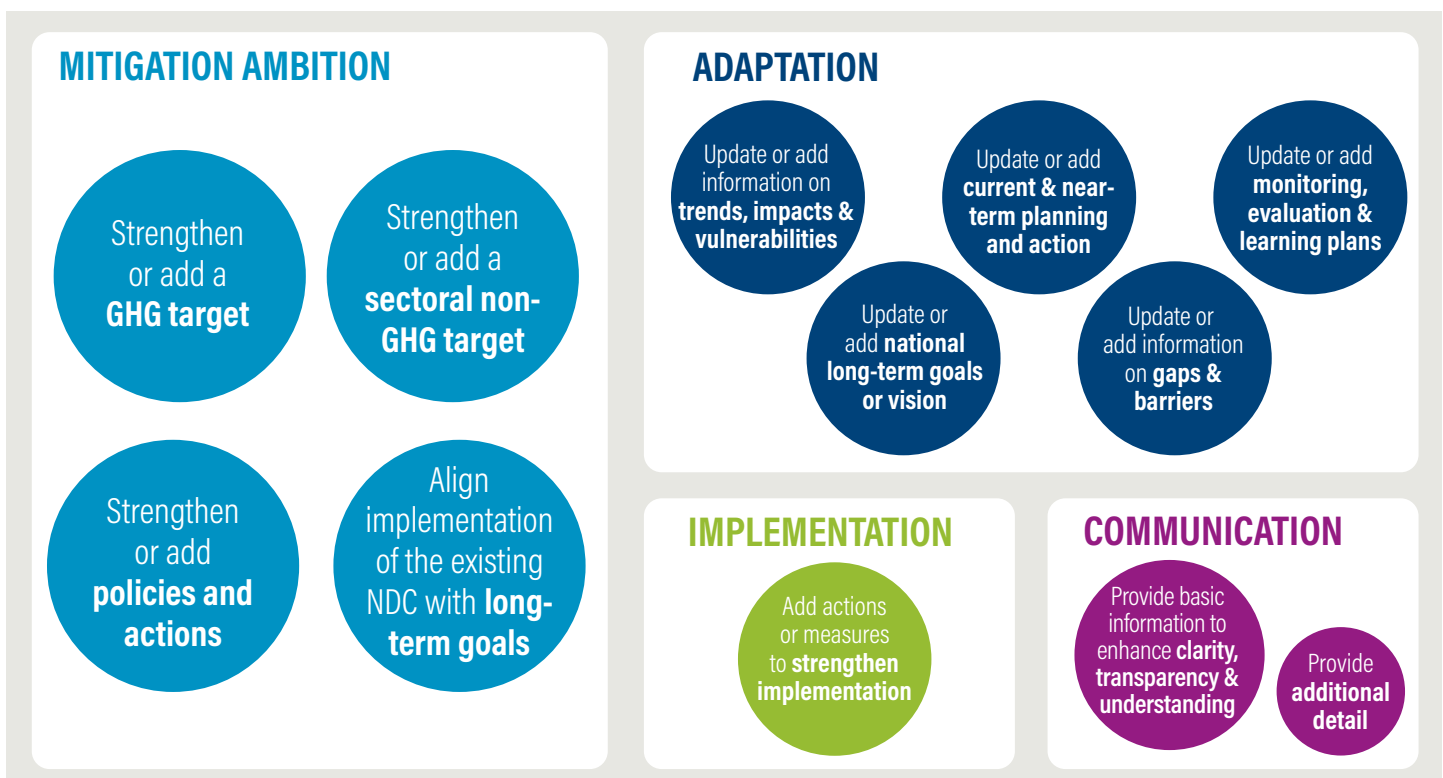 MITIGATION AMBITION
Strengthen
or add a
GHG target
Strengthen
or add a
sectoral non-
GHG target
Strengthen
or add
policies and
actions
Align
implementation
of the existing
NDC with long-
term goals
ADAPTATION
Update or add
information on
trends, impacts &
vulnerabilities
Update or add
current & near-
term planning
and action
Update or add
monitoring,
evaluation &
learning plans
Update or
add national
long-term goals
or vision
Update or
add information
on gaps &
barriers
IMPLEMENTATION
Add actions
or measures
to strengthen
implementation
COMMUNICATION
Provide basic
information to
enhance clarity,
transparency &
understanding
Provide
additional
detail